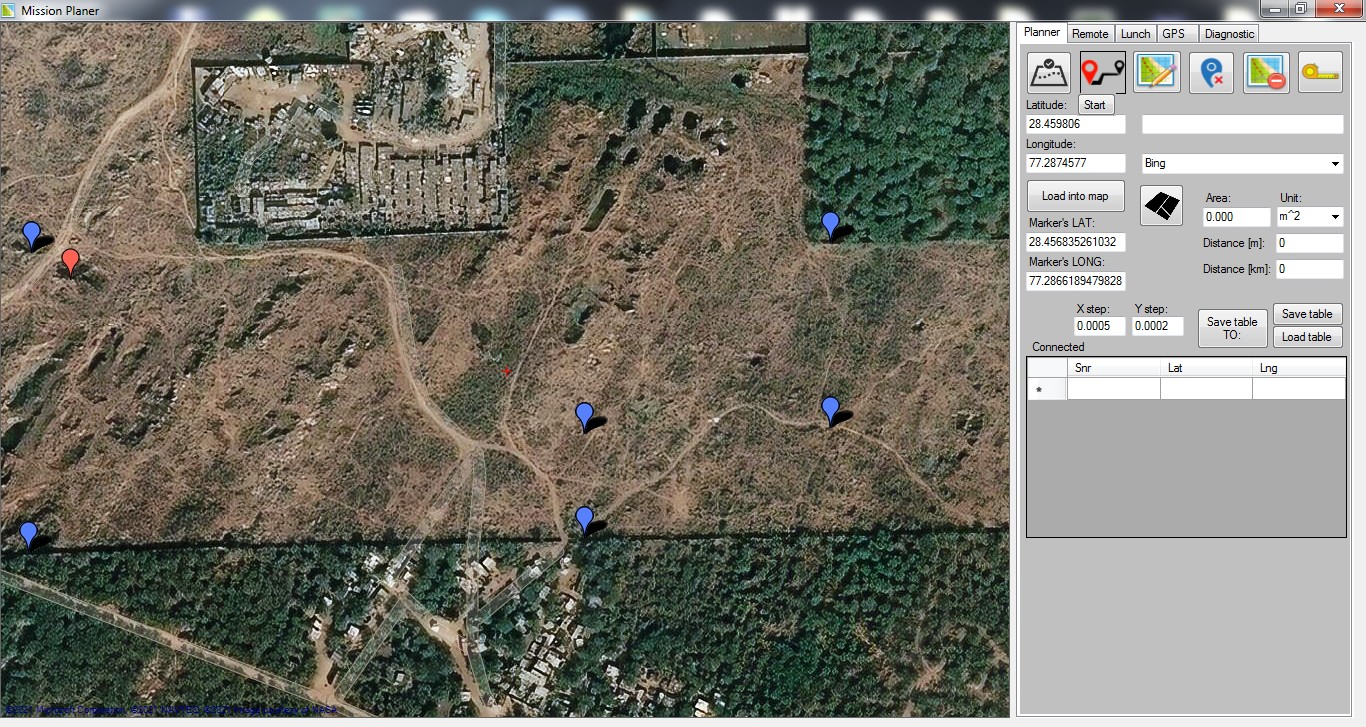 Mission Planer
Planner Remote Lunch GPS Diagnostic
Latitude: Start
28.459806
Longitude:
77.2874577 Bing
Load into map
Area: Unit:
0.000 m^2
Marker's LAT:
28.456835261032
Distance [m]: 0
Marker's LONG:
77.2866189479828
Distance [km]: 0
X step: Y step:
0.0005 0.0002
Save table
TO:
Save table
Load table
Connected
Snr Lat Lng
*